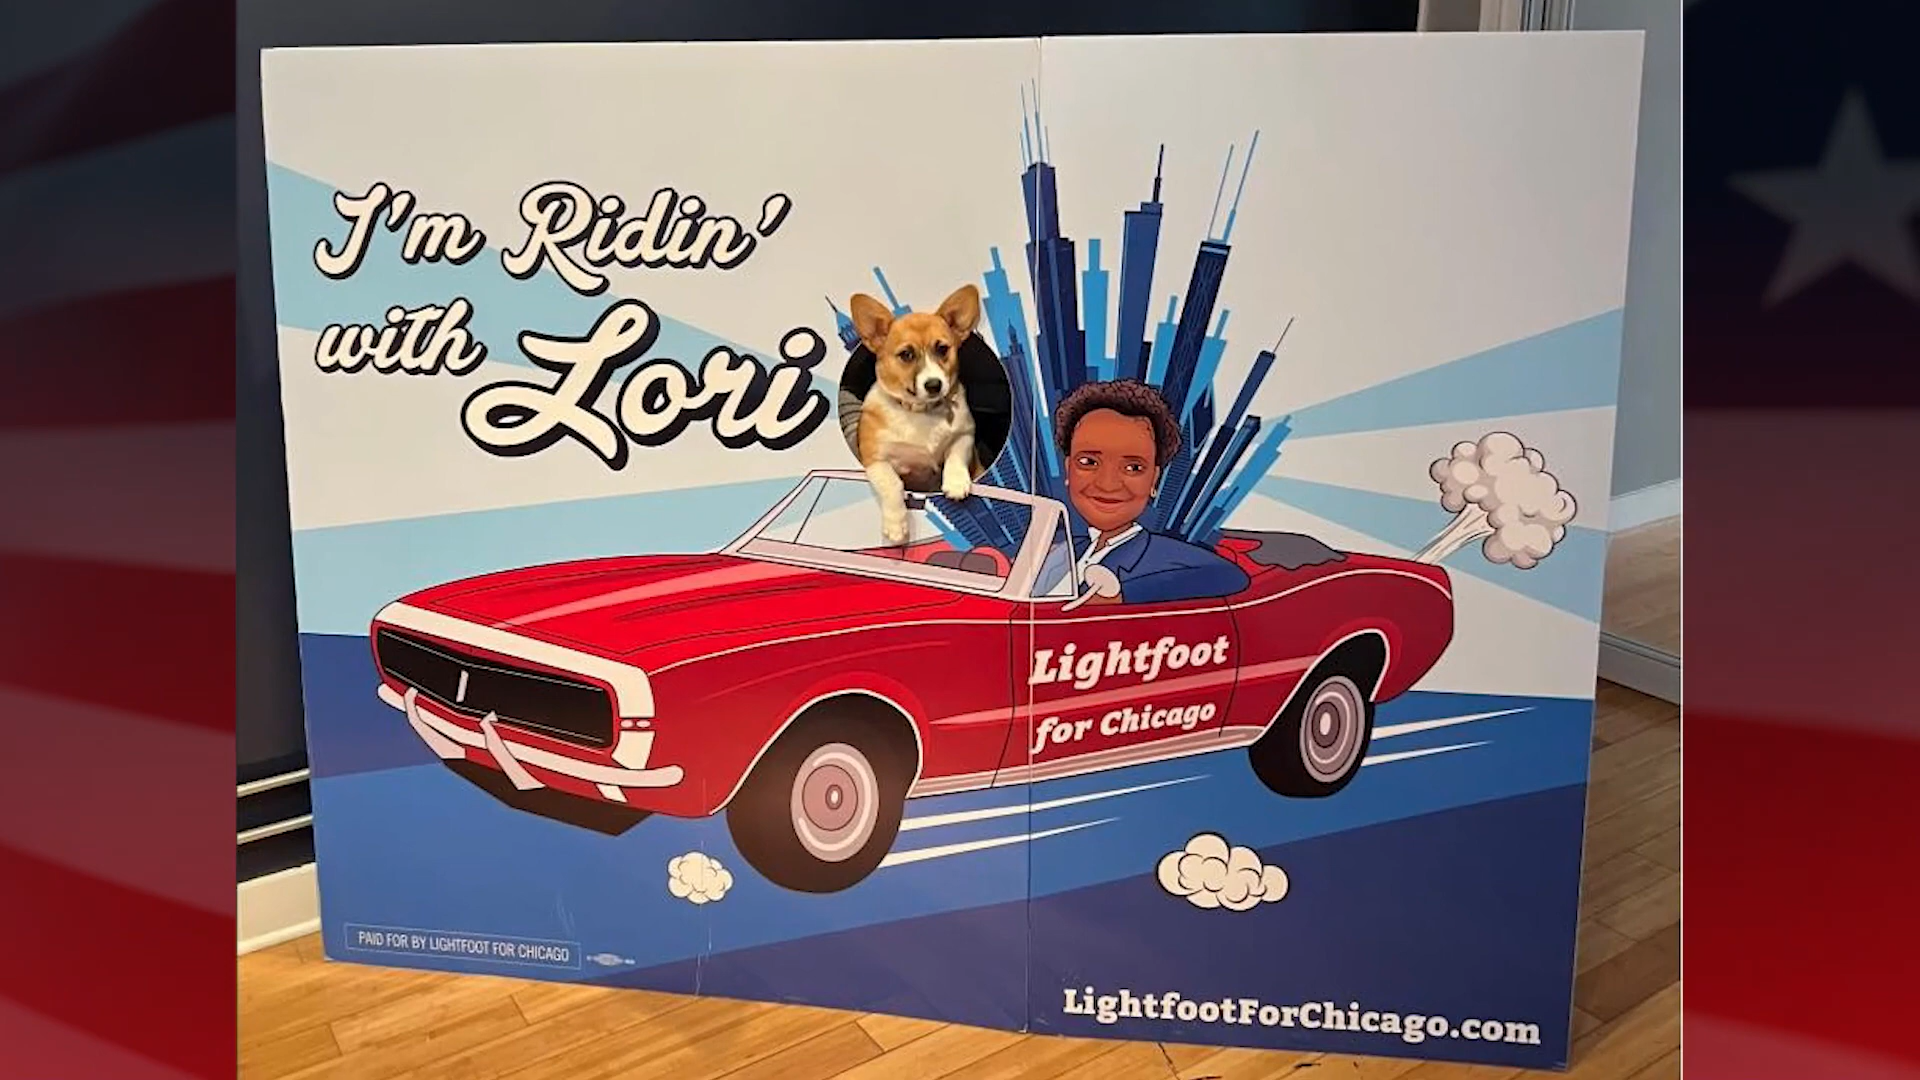 I'm Ridin'
with Lori
Lightfoot
for Chicago
PAID FOR BY LIGHTFOOT FOR CHICAGO
LightfootForChicago.com